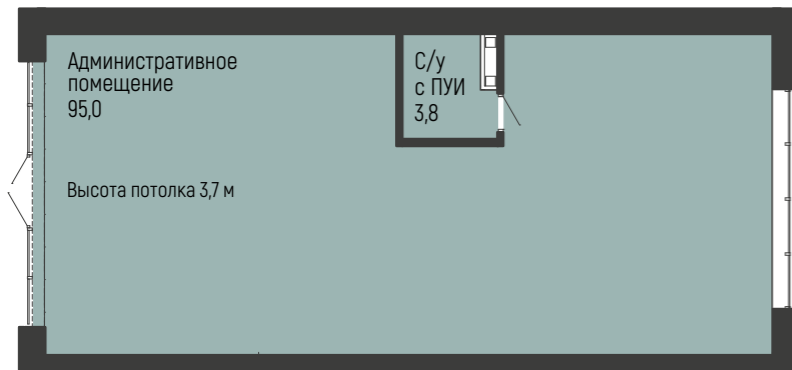 Административное
помещение
95,0
С/у
с ПУИ
3,8
Высота потолка 3,7 м